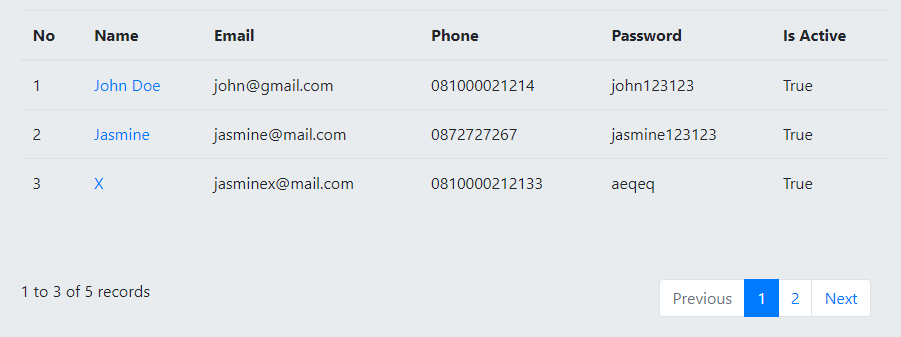 No Name Email Phone Password Is Active
1 John Doe john@gmail.com 081000021214 john123123 True
2 Jasmine jasmine@mail.com 0872727267 jasmine123123 True
3 X jasminex@mail.com 0810000212133 aeqeq True
1 to 3 of 5 records Previous 1 2 Next